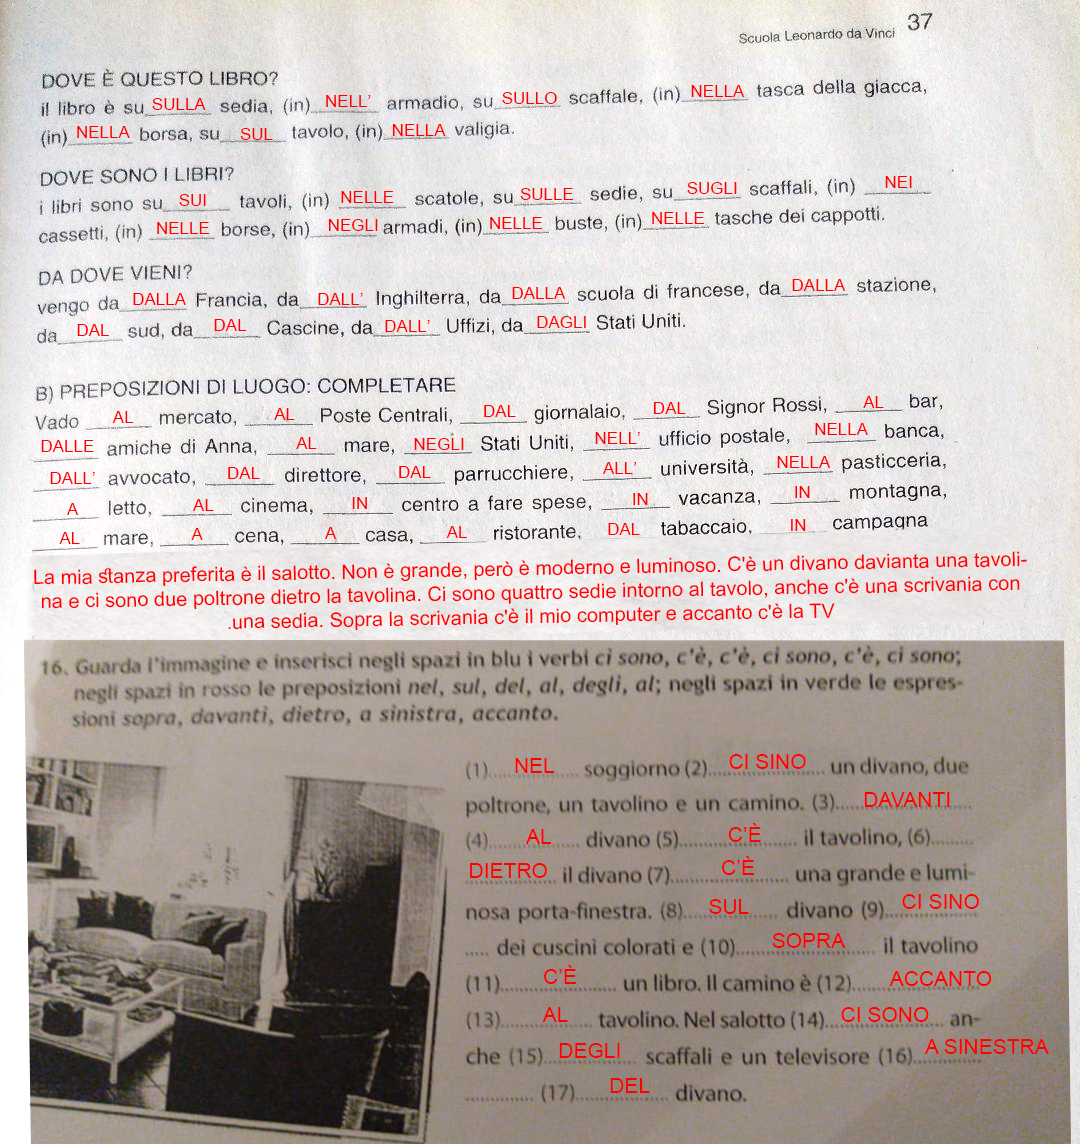 Scuola Leonardo da Vinci 37
DOVE È QUESTO LIBRO?
il libro è su SULLA sedia, (in) NELL' armadio, su SULLO scaffale, (in) NELLA tasca della giacca,
(in) NELLA borsa, su SUL tavolo, (in) NELLA valigia.
DOVE SONO I LIBRI?
i libri sono su SUI tavoli, (in) NELLE scatole, su SULLE sedie, su SUGLI scaffali, (in) NEI
cassetti, (in) NELLE borse, (in) NEGLI armadi, (in) NELLE buste, (in) NELLE tasche dei cappotti.
DA DOVE VIENI?
vengo da DALLA Francia, da DALL' Inghilterra, da DALLA scuola di francese, da DALLA stazione,
da DAL sud, da DAL Cascine, da DALL' Uffizi, da DAGLI Stati Uniti.
B) PREPOSIZIONI DI LUOGO: COMPLETARE
Vado AL mercato, AL Poste Centrali, DAL giornalaio, DAL Signor Rossi, AL bar,
DALLE amiche di Anna, AL mare, NEGLI Stati Uniti, NELL' ufficio postale, NELLA banca,
DALL' avvocato, DAL direttore, DAL parrucchiere, ALL' università, NELLA pasticceria,
A letto, AL cinema, IN centro a fare spese, IN vacanza, IN montagna,
AL mare, A cena, A casa, AL ristorante, DAL tabaccaio, IN campagna
La mia stanza preferita è il salotto. Non è grande, però è moderno e luminoso. C'è un divano davianta una tavoli-
na e ci sono due poltrone dietro la tavolina. Ci sono quattro sedie intorno al tavolo, anche c'è una scrivania con
.una sedia. Sopra la scrivania c'è il mio computer e accanto c'è la TV
16. Guarda l'immagine e inserisci negli spazi in blu i verbi ci sono, c'è, c'è, ci sono, c'è, ci sono;
negli spazi in rosso le preposizioni nel, sul, del, al, degli, al; negli spazi in verde le espres-
sioni sopra, davanti, dietro, a sinistra, accanto.
(1) NEL soggiorno (2) CI SINO un divano, due
poltrone, un tavolino e un camino. (3) DAVANTI
(4) AL divano (5) C'È il tavolino, (6)
DIETRO il divano (7) C'È una grande e lumi-
nosa porta-finestra. (8) SUL divano (9) CI SINO
dei cuscini colorati e (10) SOPRA il tavolino
(11) C'È un libro. Il camino è (12) ACCANTO
(13) AL tavolino. Nel salotto (14) CI SONO an-
che (15) DEGLI scaffali e un televisore (16) A SINESTRA
(17) DEL divano.